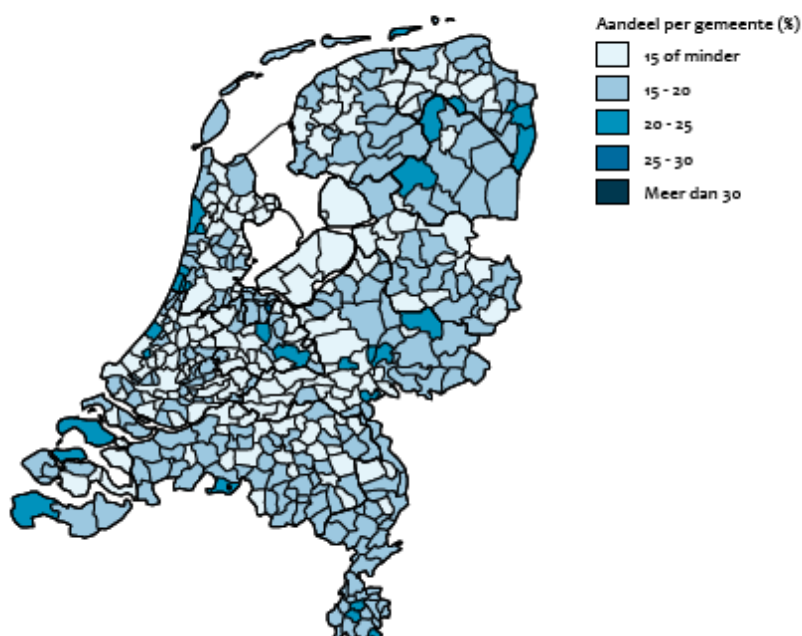 Aandeel per gemeente (%)
15 of minder
15 - 20
20 - 25
25 - 30
Meer dan 30